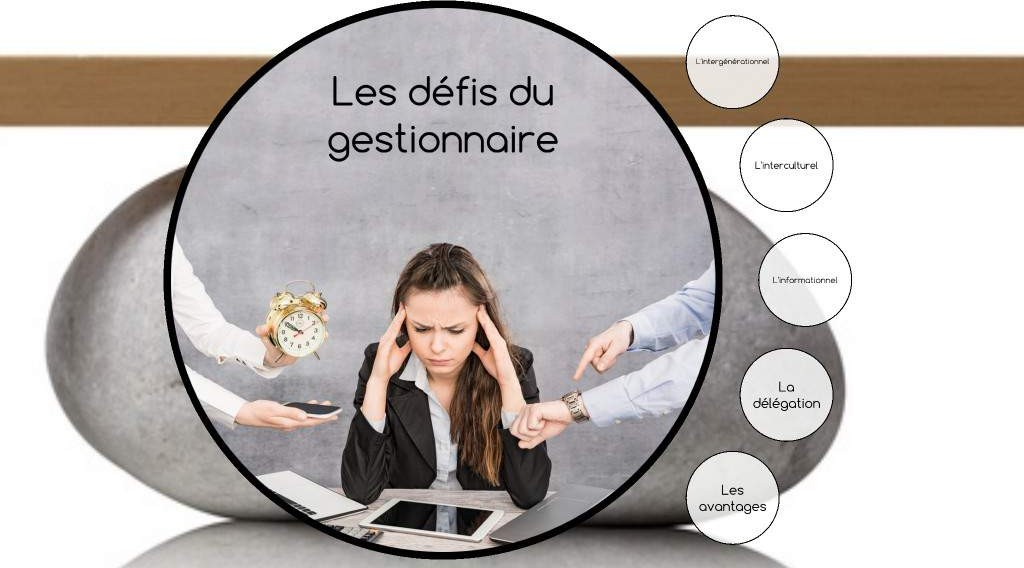 Les défis du
gestionnaire
L'intergénérationnel
L'interculturel
L'informationnel
La
délégation
Les
avantages